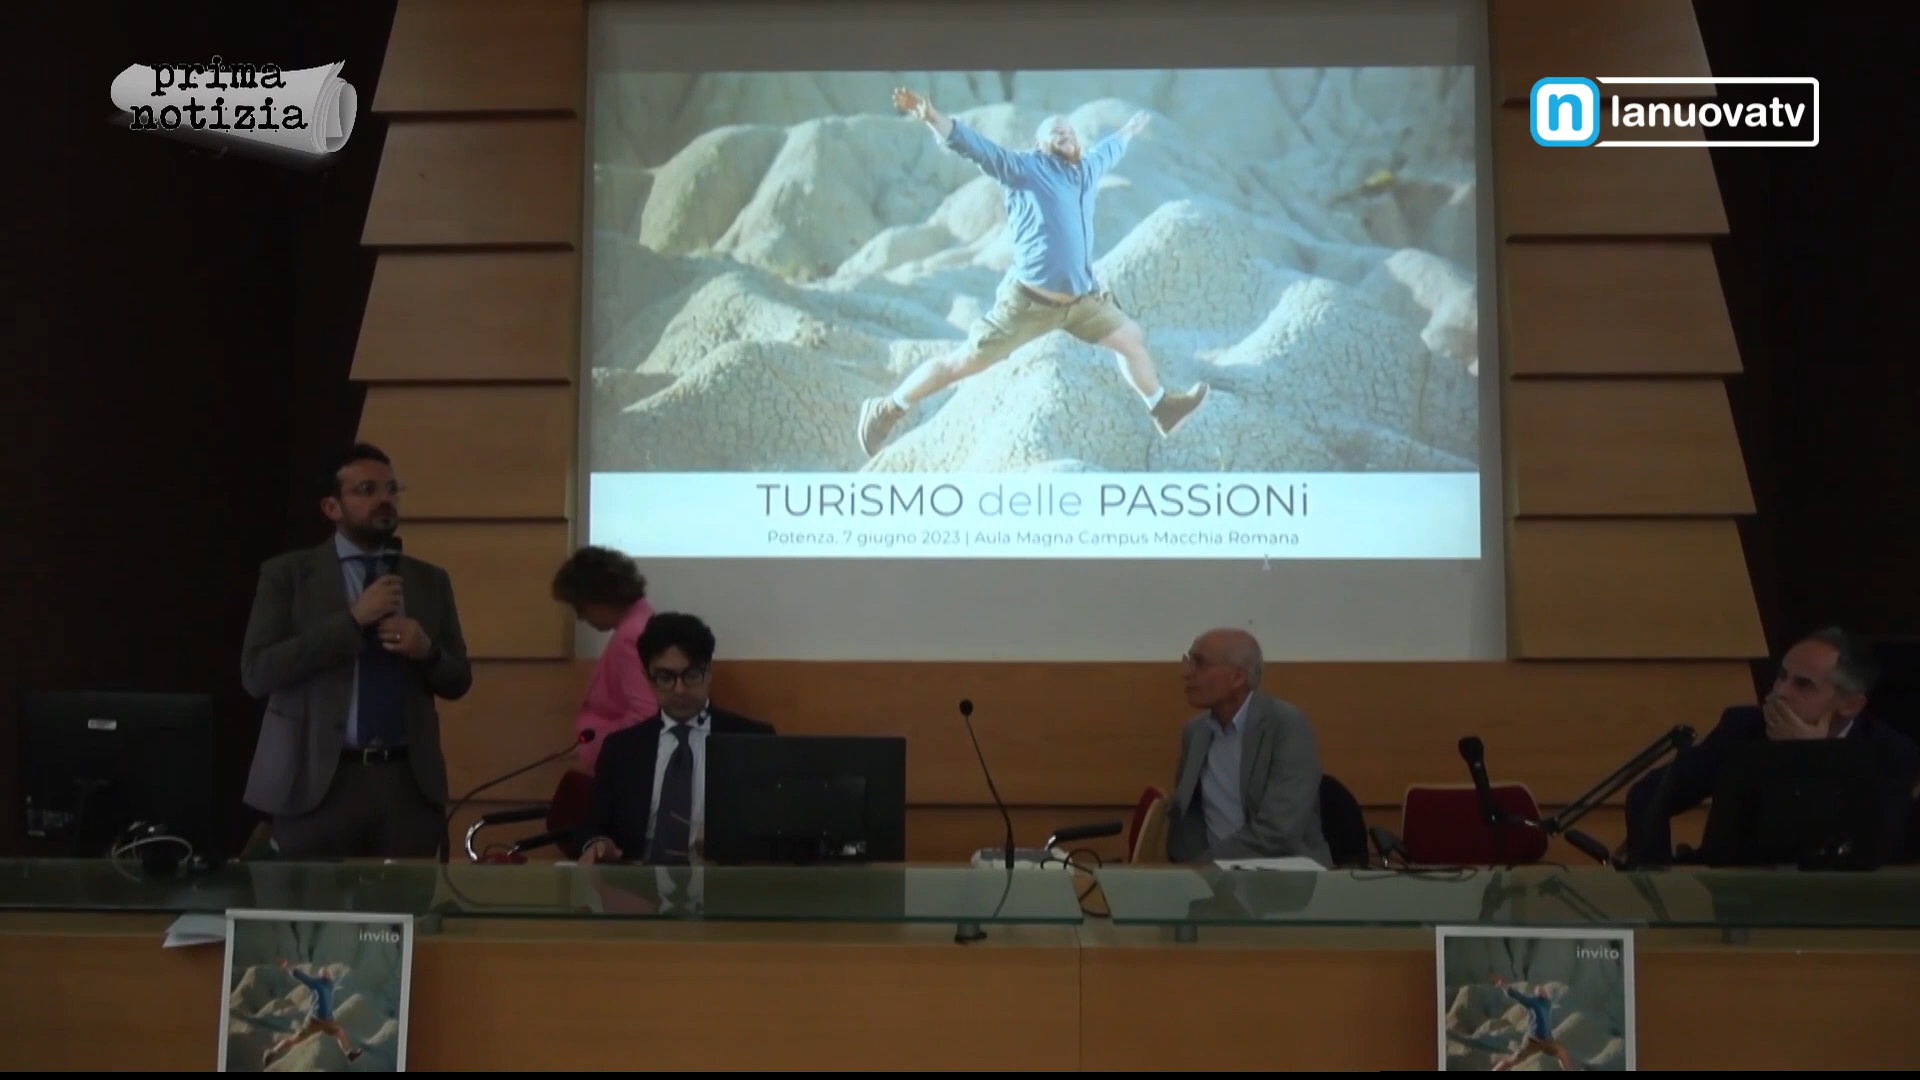 prima
notizia
n lanuovatv
TURiSMO delle PASSiONi
Potenza, 7 giugno 2023 | Aula Magna Campus Macchia Romana
invito
invito